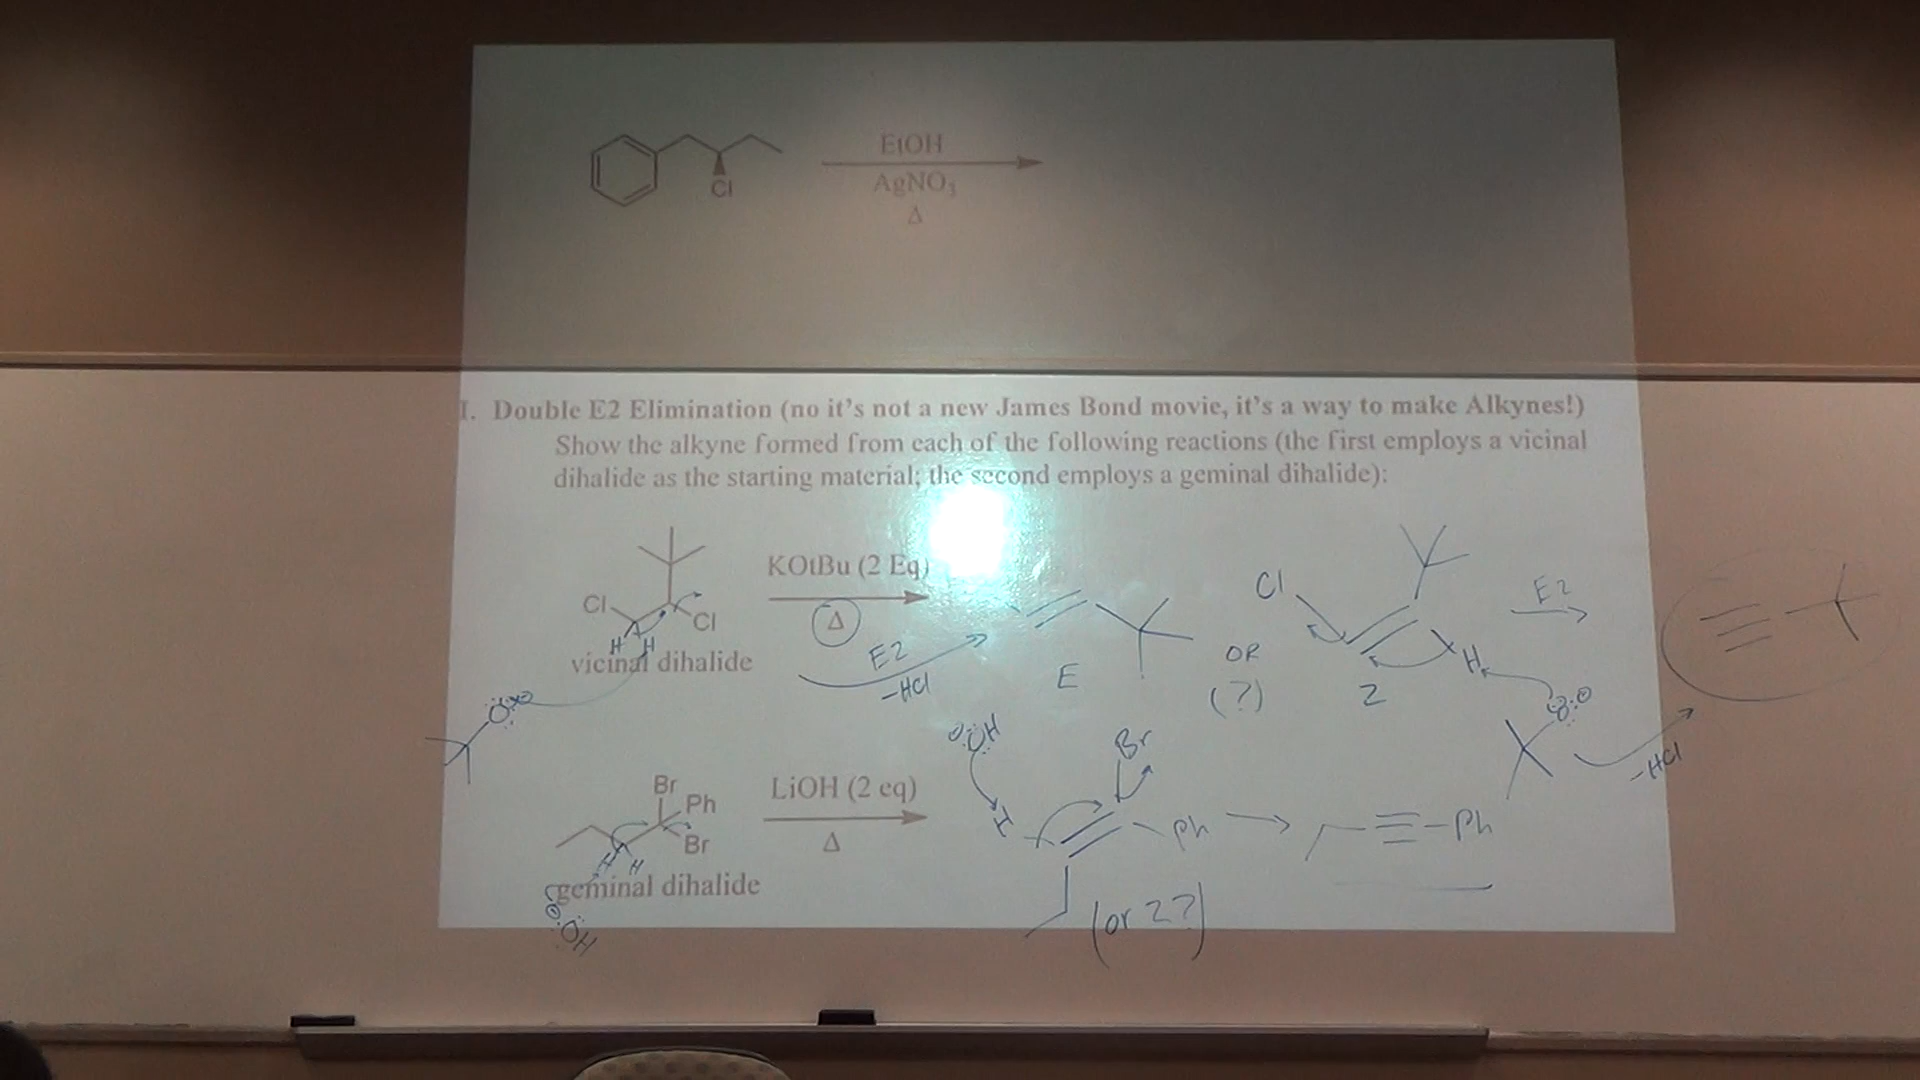 EtOH
AgNO₃
Δ
Cl
I. Double E2 Elimination (no it's not a new James Bond movie, it's a way to make Alkynes!)
Show the alkyne formed from each of the following reactions (the first employs a vicinal
dihalide as the starting material; the second employs a geminal dihalide):
KOtBu (2 Eq)
Δ
Cl
Cl
H H
vicinal dihalide
E2
-HCl
E
OR
(?)
Cl
H
Z
E2
O
-HCl
O
Br
Ph
Br
H H
geminal dihalide
OH
LiOH (2 eq)
Δ
OH
H
Br
Ph
(or Z?)
Ph